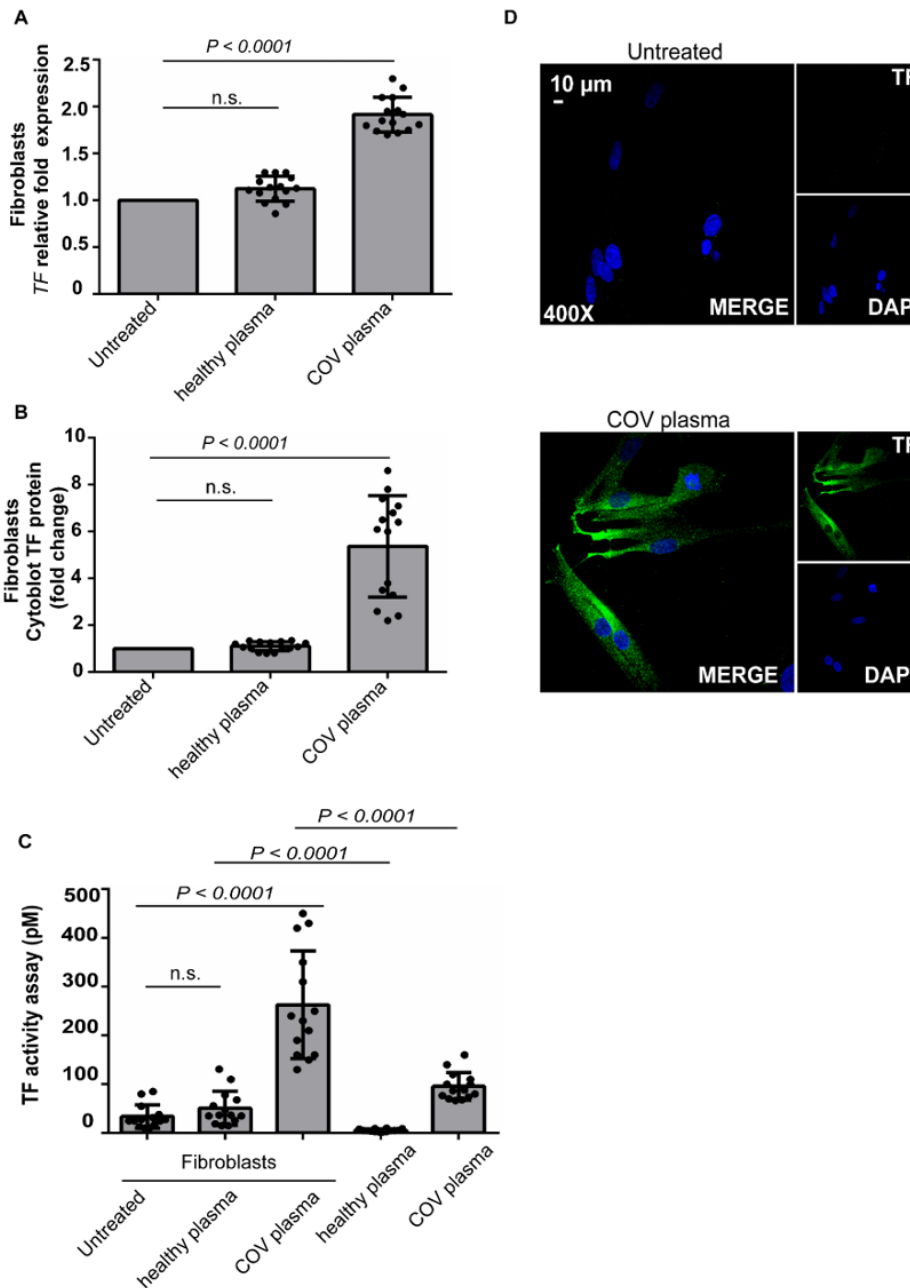 A
P < 0.0001
n.s.
2.5
2.0
1.5
1.0
0.5
0
Fibroblasts
TF relative fold expression
Untreated
healthy plasma
COV plasma
B
P < 0.0001
n.s.
10
8
6
4
2
0
Fibroblasts
Cytoblot TF protein
(fold change)
Untreated
healthy plasma
COV plasma
C
P < 0.0001
P < 0.0001
P < 0.0001
n.s.
500
400
300
200
100
0
TF activity assay (pM)
Fibroblasts
Untreated
healthy plasma
COV plasma
healthy plasma
COV plasma
D
Untreated
10 µm
400X
MERGE
TF
DAP
COV plasma
MERGE
TF
DAP